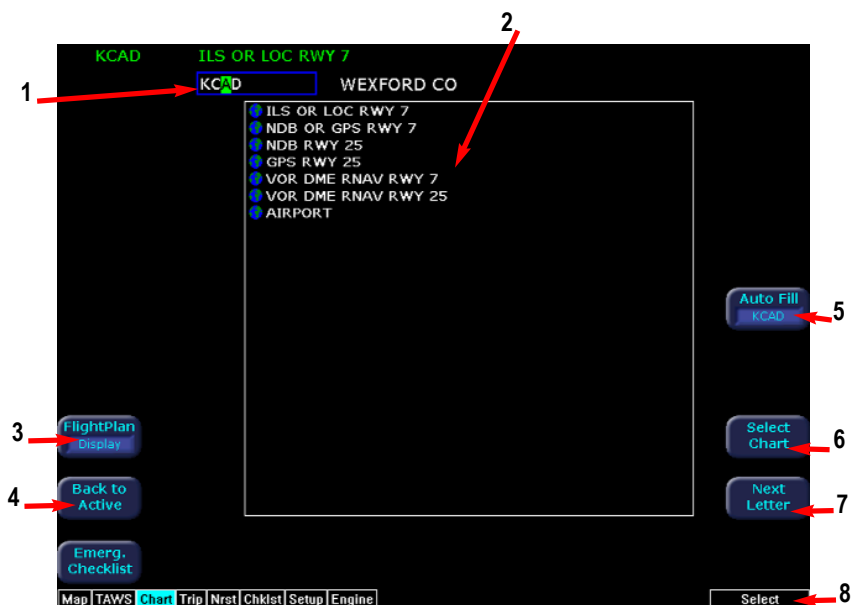 2
KCAD ILS OR LOC RWY 7
1
KCAD WEXFORD CO
ILS OR LOC RWY 7
NDB OR GPS RWY 7
NDB RWY 25
GPS RWY 25
VOR DME RNAV RWY 7
VOR DME RNAV RWY 25
AIRPORT
Auto Fill
KCAD
5
3
FlightPlan
Display
Select
Chart
6
4
Back to
Active
Next
Letter
7
Emerg.
Checklist
Map TAWS Chart Trip Nrst Chklst Setup Engine
Select
8